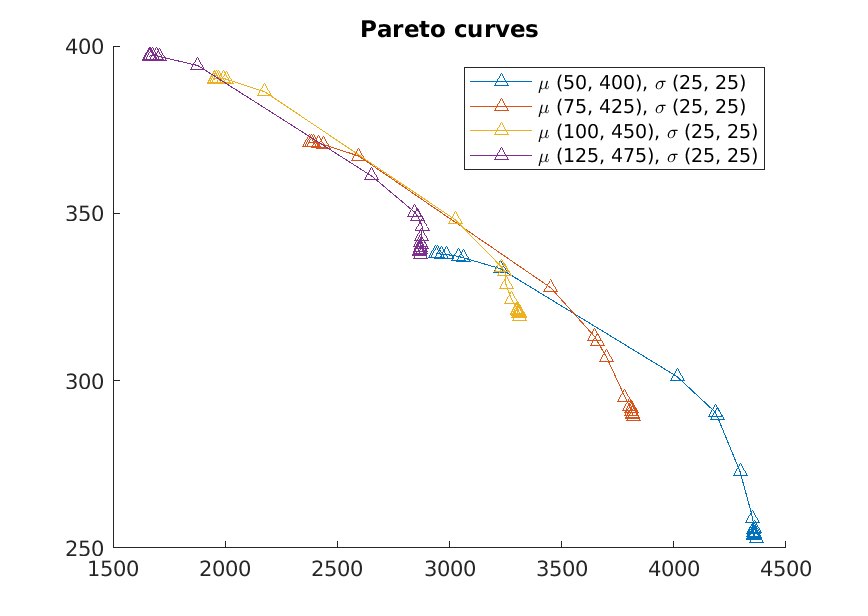 Pareto curves
400
350
300
250
1500 2000 2500 3000 3500 4000 4500
μ (50, 400), σ (25, 25)
μ (75, 425), σ (25, 25)
μ (100, 450), σ (25, 25)
μ (125, 475), σ (25, 25)